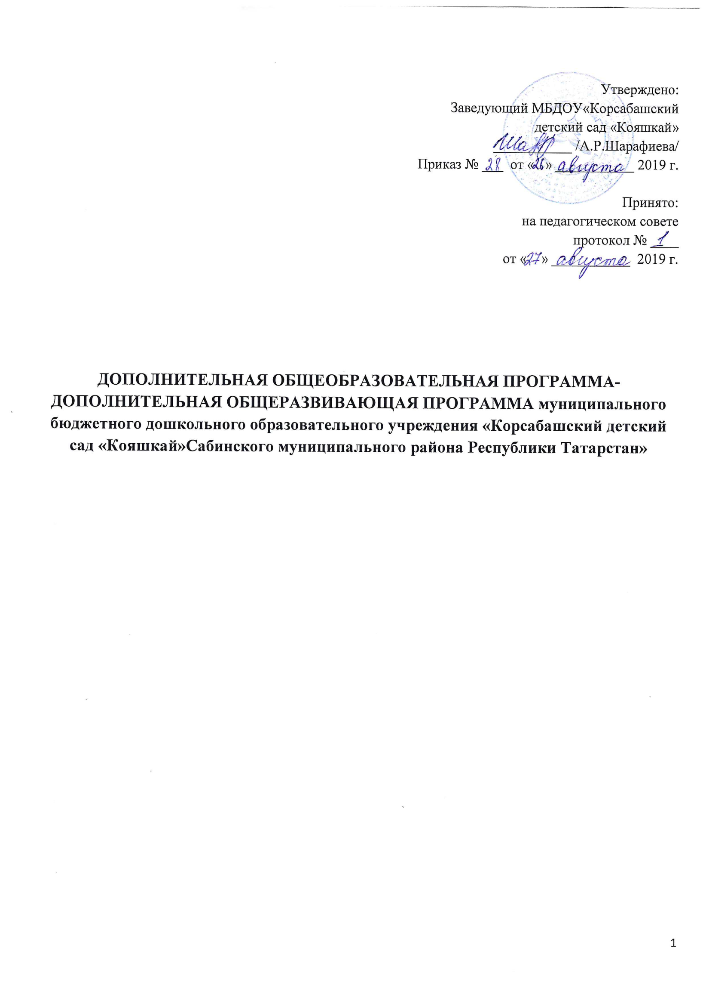 Утверждено:
Заведующий МБДОУ«Корсабашский
детский сад «Кояшкай»
/А.Р.Шарафиева/
Приказ № 28 от «26» августа 2019 г.
Принято:
на педагогическом совете
протокол № 1
от «27» августа 2019 г.
ДОПОЛНИТЕЛЬНАЯ ОБЩЕОБРАЗОВАТЕЛЬНАЯ ПРОГРАММА-
ДОПОЛНИТЕЛЬНАЯ ОБЩЕРАЗВИВАЮЩАЯ ПРОГРАММА муниципального
бюджетного дошкольного образовательного учреждения «Корсабашский детский
сад «Кояшкай»Сабинского муниципального района Республики Татарстан»
1